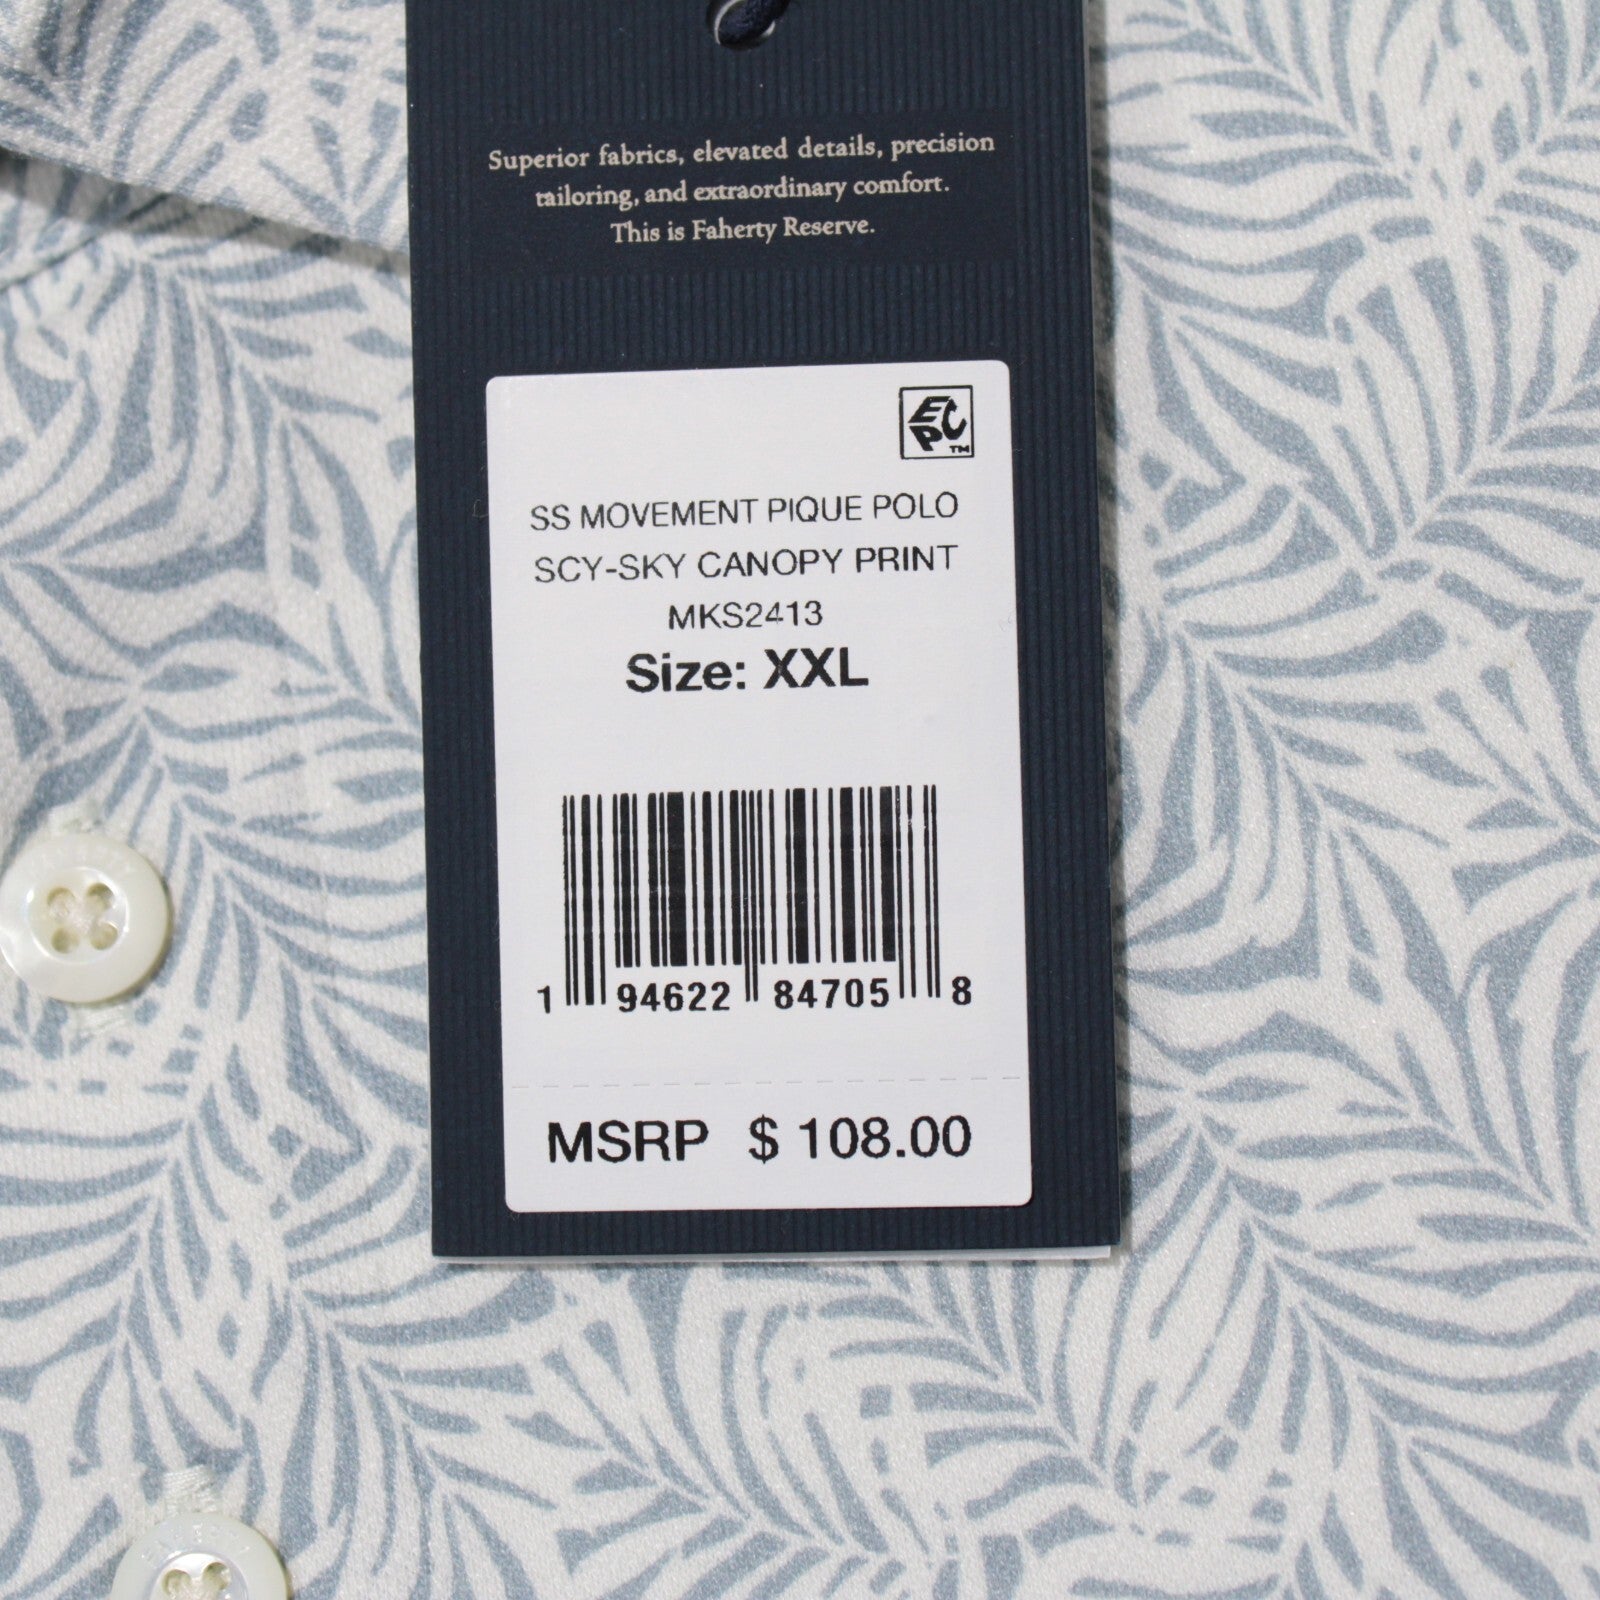 Superior fabrics, elevated details, precision
tailoring, and extraordinary comfort.
This is Faherty Reserve.
EPC™
SS MOVEMENT PIQUE POLO
SCY-SKY CANOPY PRINT
MKS2413
Size: XXL
1 94622 84705 8
MSRP $ 108.00